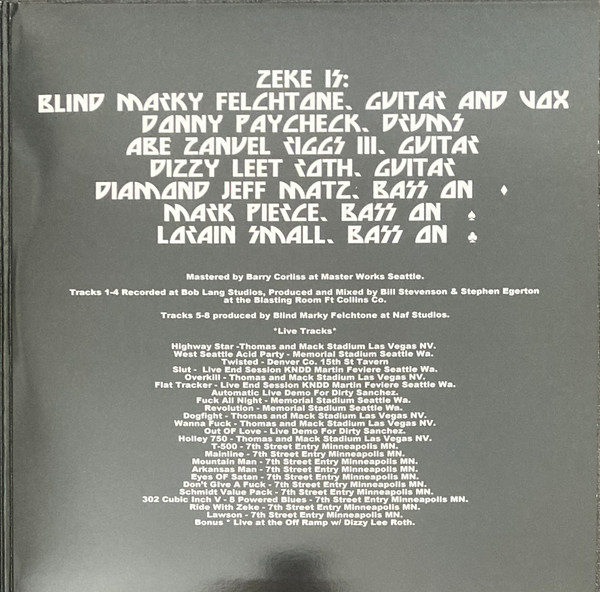 ZEKE IS:
BLIND MARKY FELCHTONE. GUITAR AND VOX
DONNY PAYCHECK. DRUMS
ABE ZANUEL RIGGS III. GUITAR
DIZZY LEET ROTH. GUITAR
DIAMOND JEFF MATZ. BASS ON ♦
MARK PIERCE. BASS ON ♠
LORAIN SMALL. BASS ON ♣
Mastered by Barry Corliss at Master Works Seattle.
Tracks 1-4 Recorded at Bob Lang Studios, Produced and Mixed by Bill Stevenson & Stephen Egerton
at the Blasting Room Ft Collins Co.
Tracks 5-8 produced by Blind Marky Felchtone at Naf Studios.
*Live Tracks*
Highway Star -Thomas and Mack Stadium Las Vegas NV.
West Seattle Acid Party - Memorial Stadium Seattle Wa.
Twisted - Denver Co. 15th St Tavern
Slut - Live End Session KNDD Martin Feviere Seattle Wa.
Overkill - Thomas and Mack Stadium Las Vegas NV.
Flat Tracker - Live End Session KNDD Martin Feviere Seattle Wa.
Automatic Live Demo For Dirty Sanchez.
Fuck All Night - Memorial Stadium Seattle Wa.
Revolution - Memorial Stadium Seattle Wa.
Dogfight - Thomas and Mack Stadium Las Vegas NV.
Wanna Fuck - Thomas and Mack Stadium Las Vegas NV.
Out OF Love - Live Demo For Dirty Sanchez.
Holley 750 - Thomas and Mack Stadium Las Vegas NV.
T-500 - 7th Street Entry Minneapolis MN.
Mainline - 7th Street Entry Minneapolis MN.
Mountain Man - 7th Street Entry Minneapolis MN.
Arkansas Man - 7th Street Entry Minneapolis MN.
Eyes OF Satan - 7th Street Entry Minneapolis MN.
Don't Give A Fuck - 7th Street Entry Minneapolis MN.
Schmidt Value Pack - 7th Street Entry Minneapolis MN.
302 Cubic Inch V - 8 Powered Blues - 7th Street Entry Minneapolis MN.
Ride With Zeke - 7th Street Entry Minneapolis MN.
Lawson - 7th Street Entry Minneapolis MN.
Bonus * Live at the Off Ramp w/ Dizzy Lee Roth.